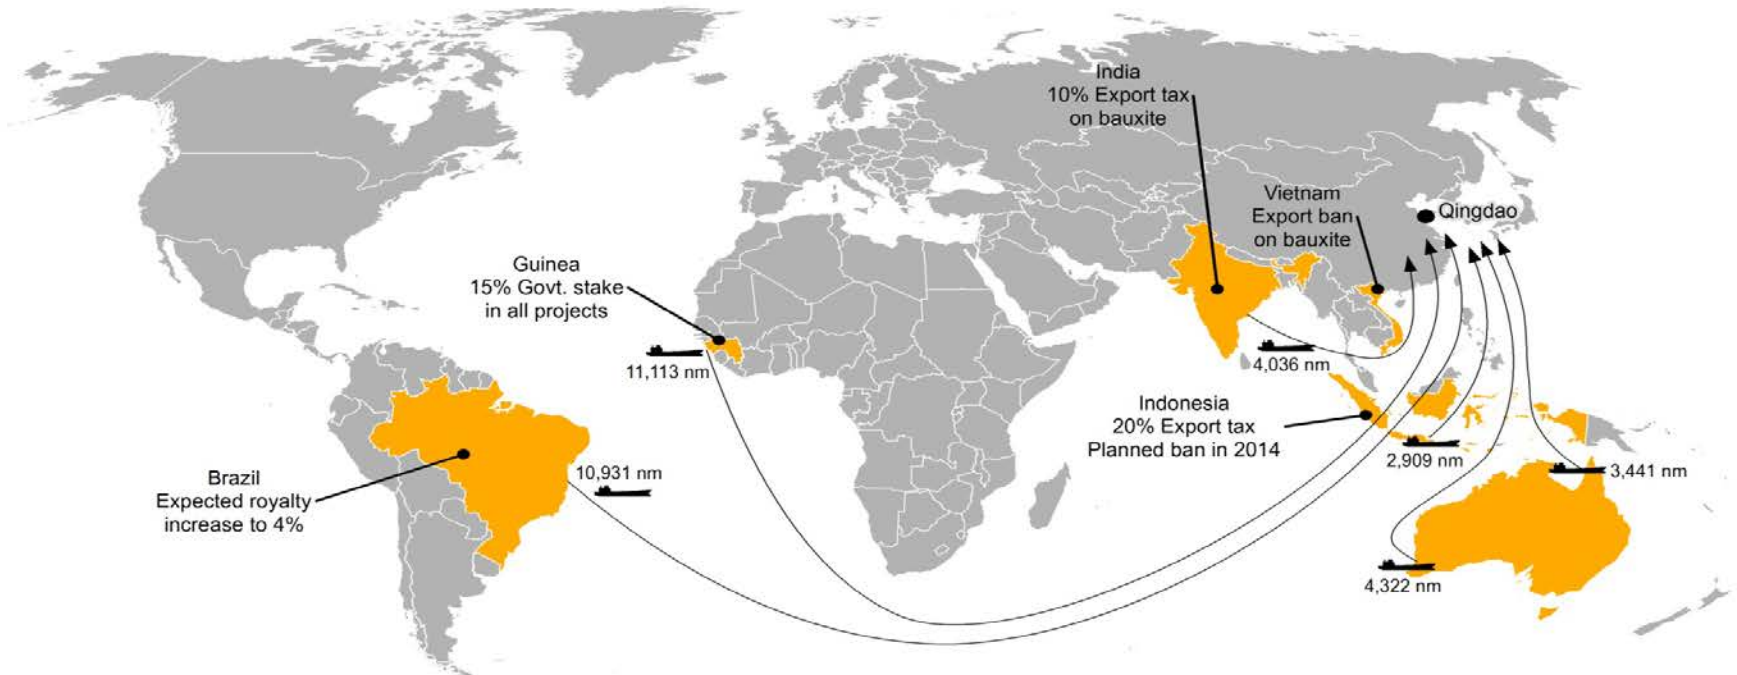 India
10% Export tax
on bauxite
Vietnam
Export ban
on bauxite
Qingdao
Guinea
15% Govt. stake
in all projects
11,113 nm
4,036 nm
Indonesia
20% Export tax
Planned ban in 2014
2,909 nm
3,441 nm
Brazil
Expected royalty
increase to 4%
10,931 nm
4,322 nm